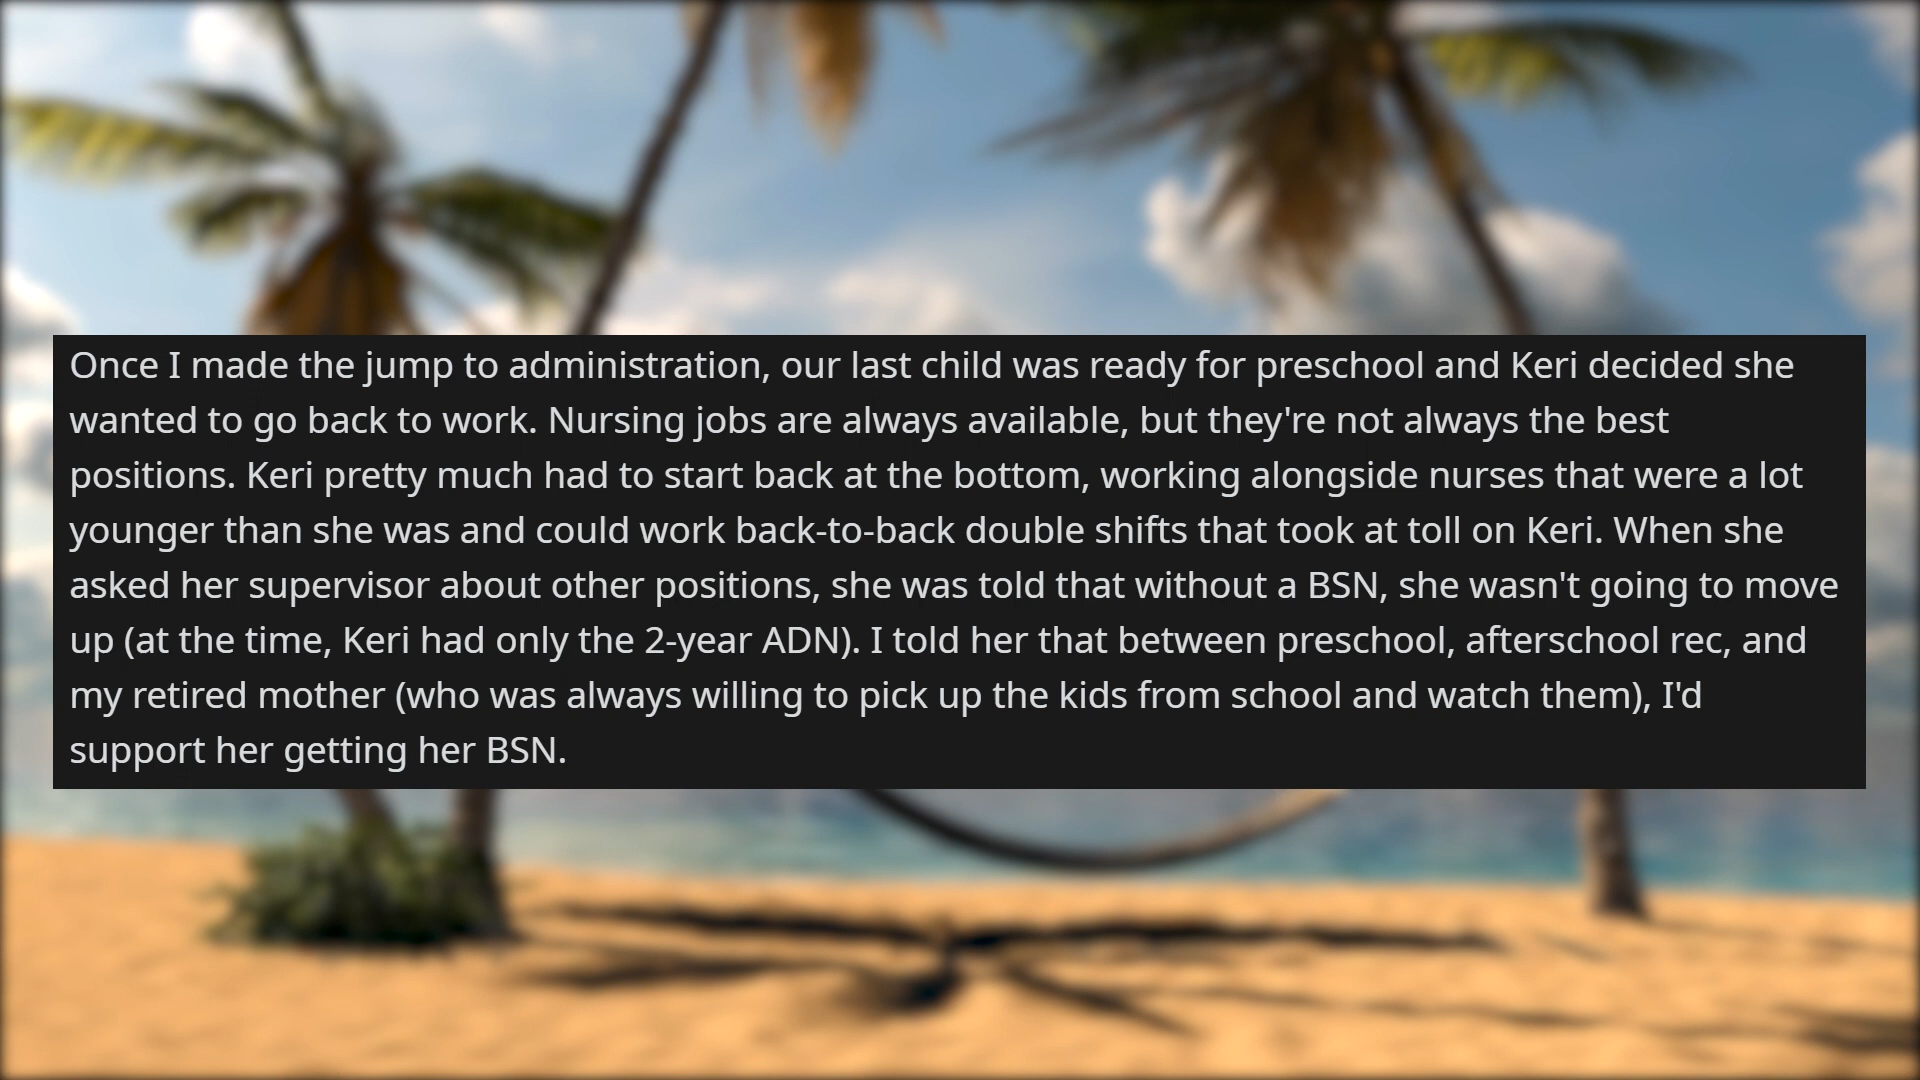 Once I made the jump to administration, our last child was ready for preschool and Keri decided she
wanted to go back to work. Nursing jobs are always available, but they're not always the best
positions. Keri pretty much had to start back at the bottom, working alongside nurses that were a lot
younger than she was and could work back-to-back double shifts that took at toll on Keri. When she
asked her supervisor about other positions, she was told that without a BSN, she wasn't going to move
up (at the time, Keri had only the 2-year ADN). I told her that between preschool, afterschool rec, and
my retired mother (who was always willing to pick up the kids from school and watch them), I'd
support her getting her BSN.